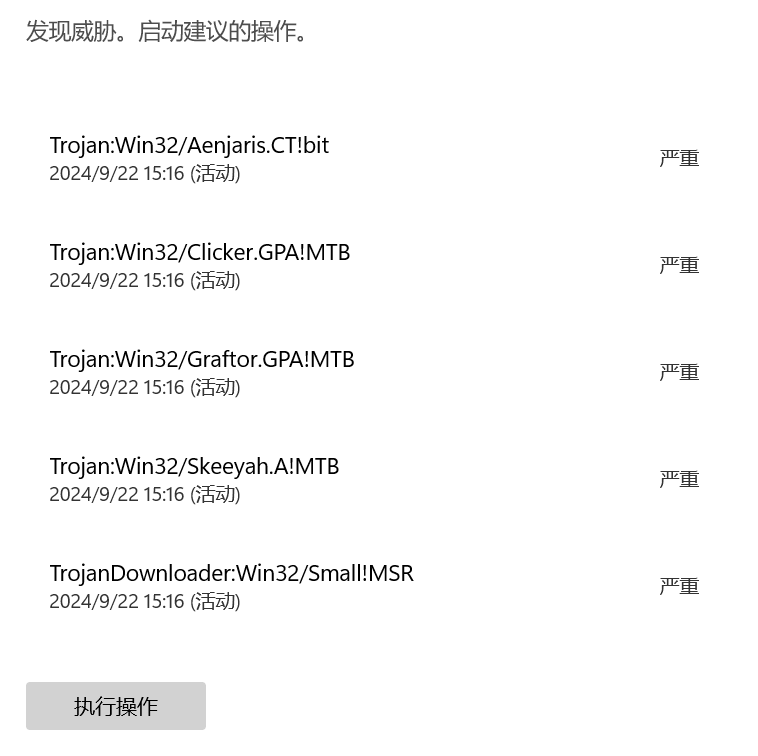 发现威胁。启动建议的操作。
Trojan:Win32/Aenjaris.CT!bit
2024/9/22 15:16 (活动)
严重
Trojan:Win32/Clicker.GPA!MTB
2024/9/22 15:16 (活动)
严重
Trojan:Win32/Graftor.GPA!MTB
2024/9/22 15:16 (活动)
严重
Trojan:Win32/Skeeyah.A!MTB
2024/9/22 15:16 (活动)
严重
TrojanDownloader:Win32/Small!MSR
2024/9/22 15:16 (活动)
严重
执行操作